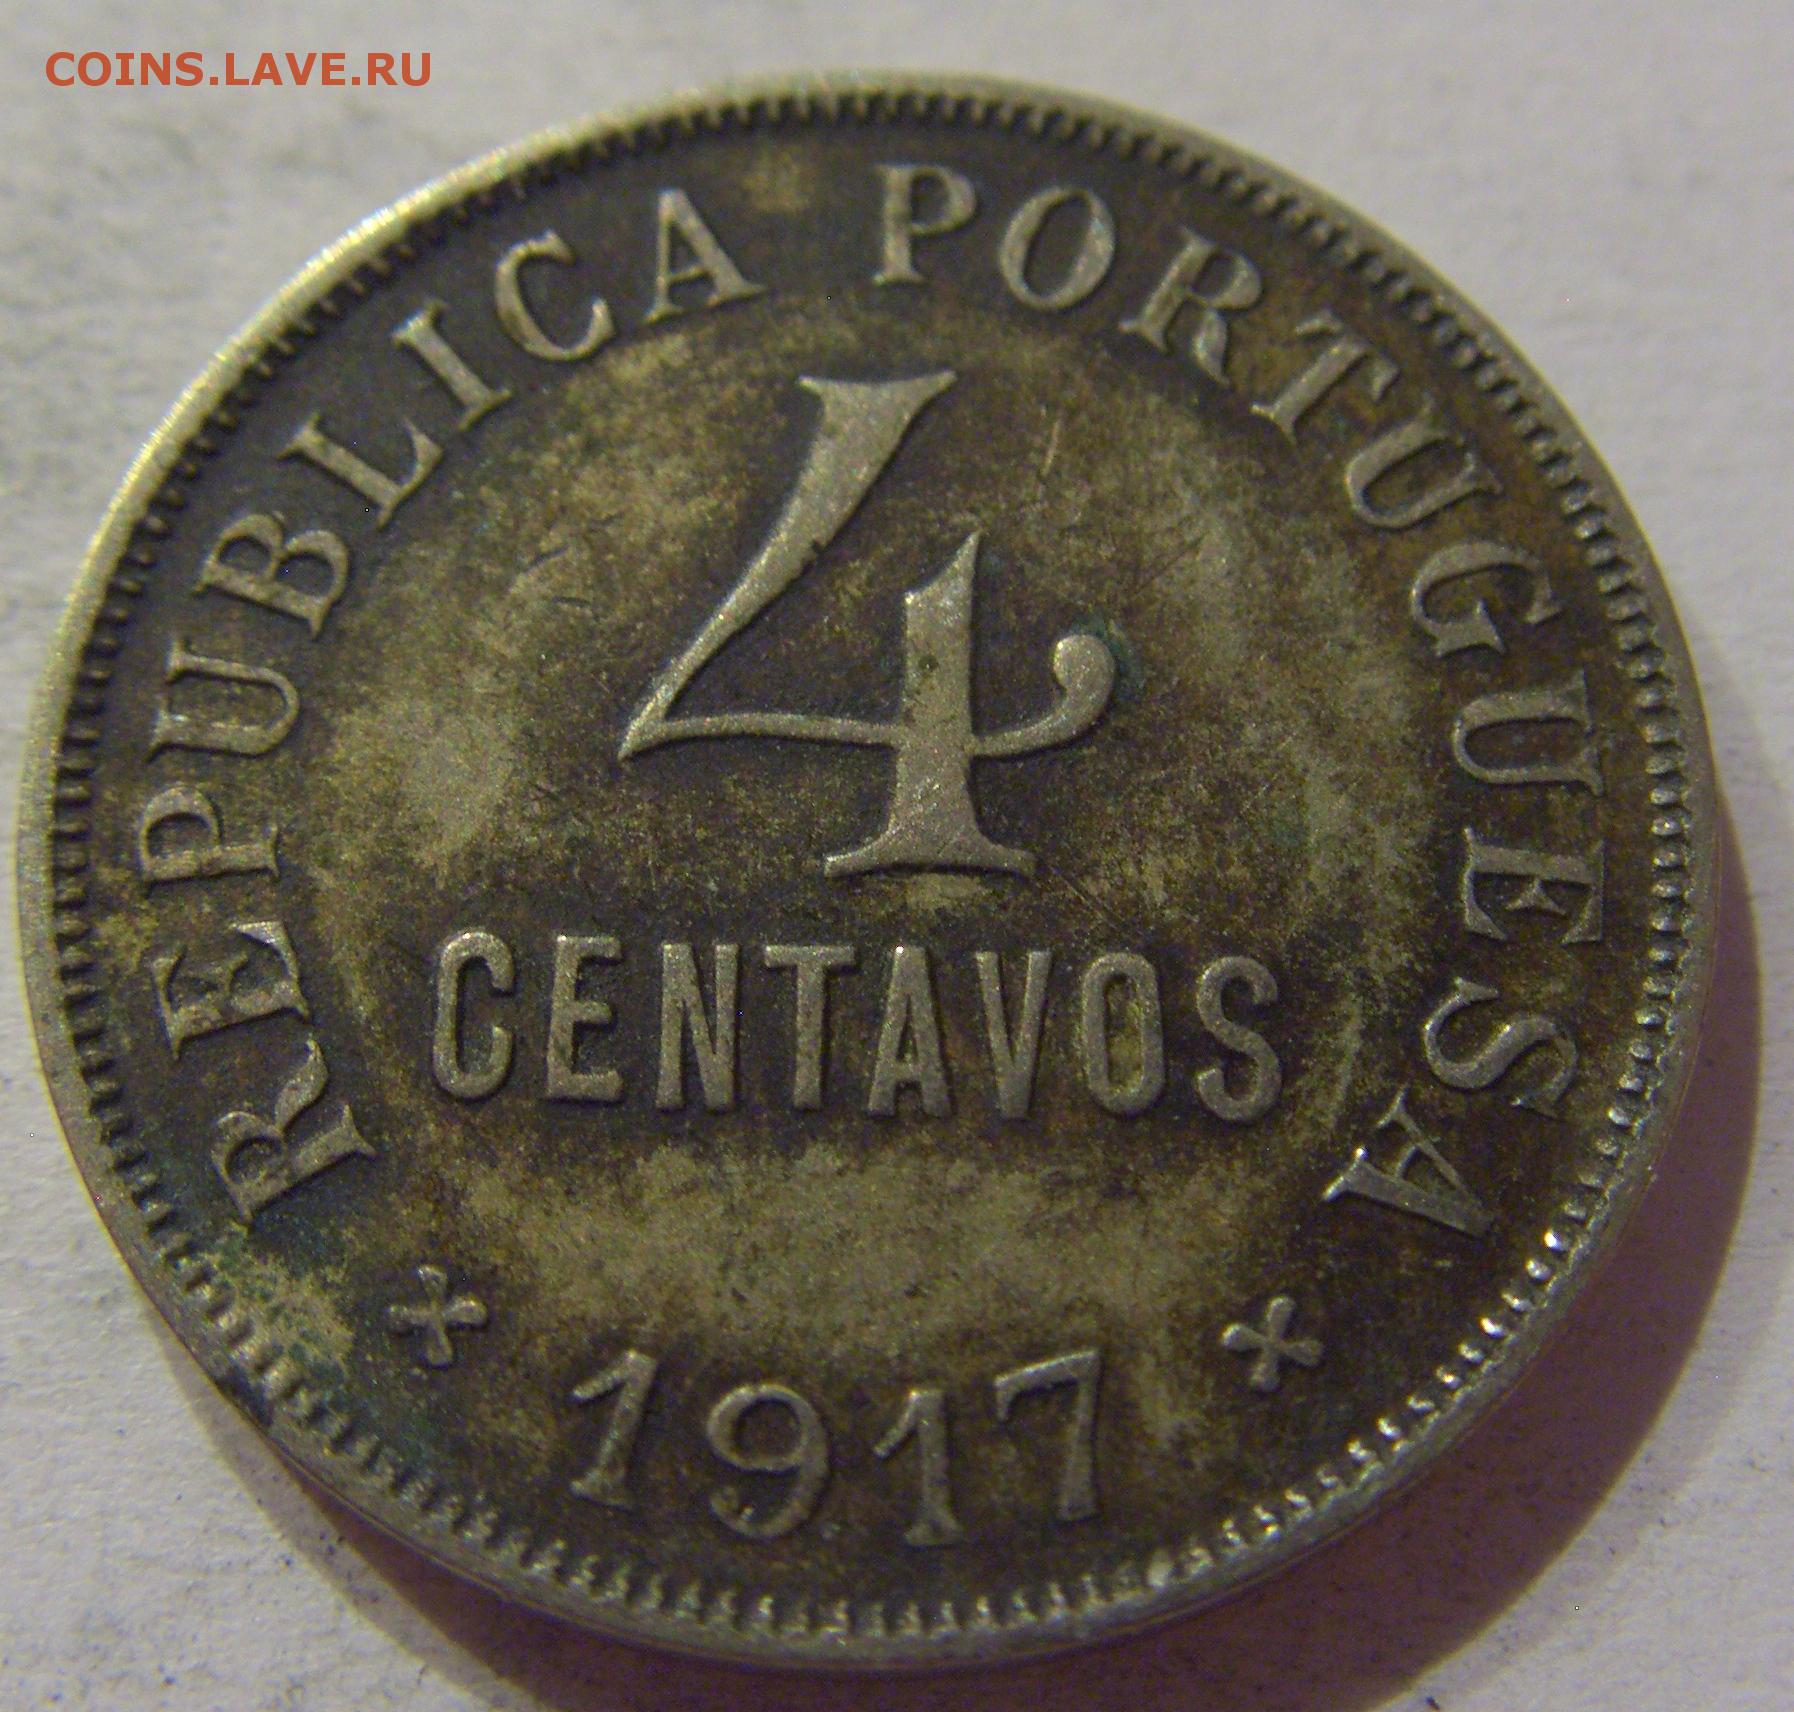 COINS.LAVE.RU
REPUBLICA PORTUGUESA
4
CENTAVOS
1917